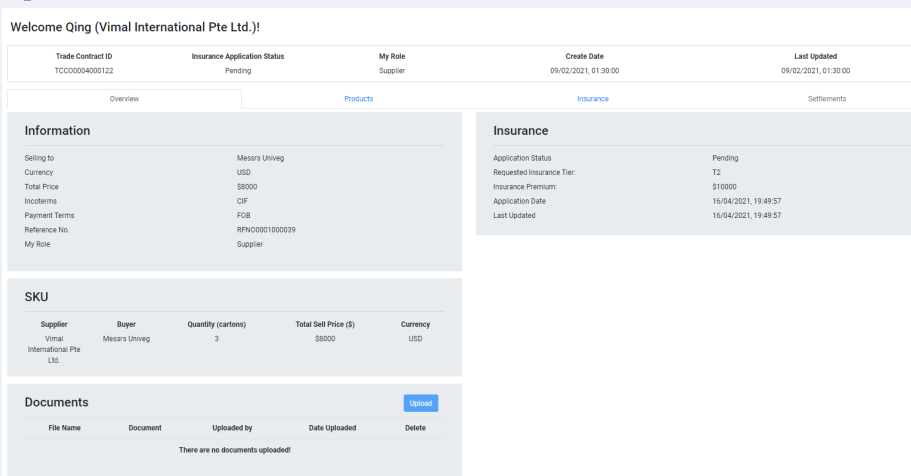 Welcome Qing (Vimal International Pte Ltd.)!
Trade Contract ID Insurance Application Status My Role Create Date Last Updated
TCCO0004000122 Pending Supplier 09/02/2021, 01:30:00 09/02/2021, 01:30:00
Overview Products Insurance Settlements
Information
Selling to Messrs Univeg
Currency USD
Total Price $8000
Incoterms CIF
Payment Terms FOB
Reference No. RFNO0001000039
My Role Supplier
Insurance
Application Status Pending
Requested Insurance Tier: T2
Insurance Premium: $10000
Application Date 16/04/2021, 19:49:57
Last Updated 16/04/2021, 19:49:57
SKU
Supplier Buyer Quantity (cartons) Total Sell Price ($) Currency
Vimal International Pte Ltd. Messrs Univeg 3 $8000 USD
Documents Upload
File Name Document Uploaded by Date Uploaded Delete
There are no documents uploaded!